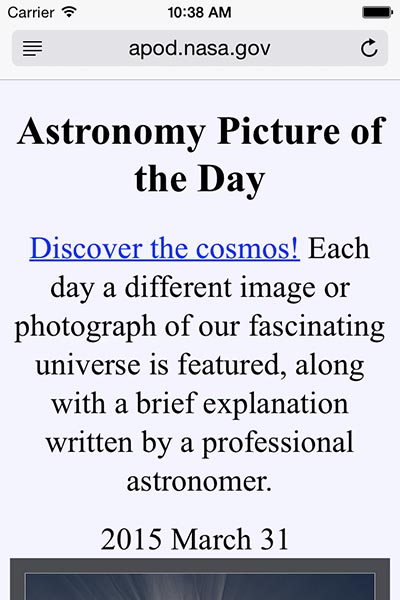 Carrier 10:38 AM
apod.nasa.gov
Astronomy Picture of
the Day
Discover the cosmos! Each
day a different image or
photograph of our fascinating
universe is featured, along
with a brief explanation
written by a professional
astronomer.
2015 March 31